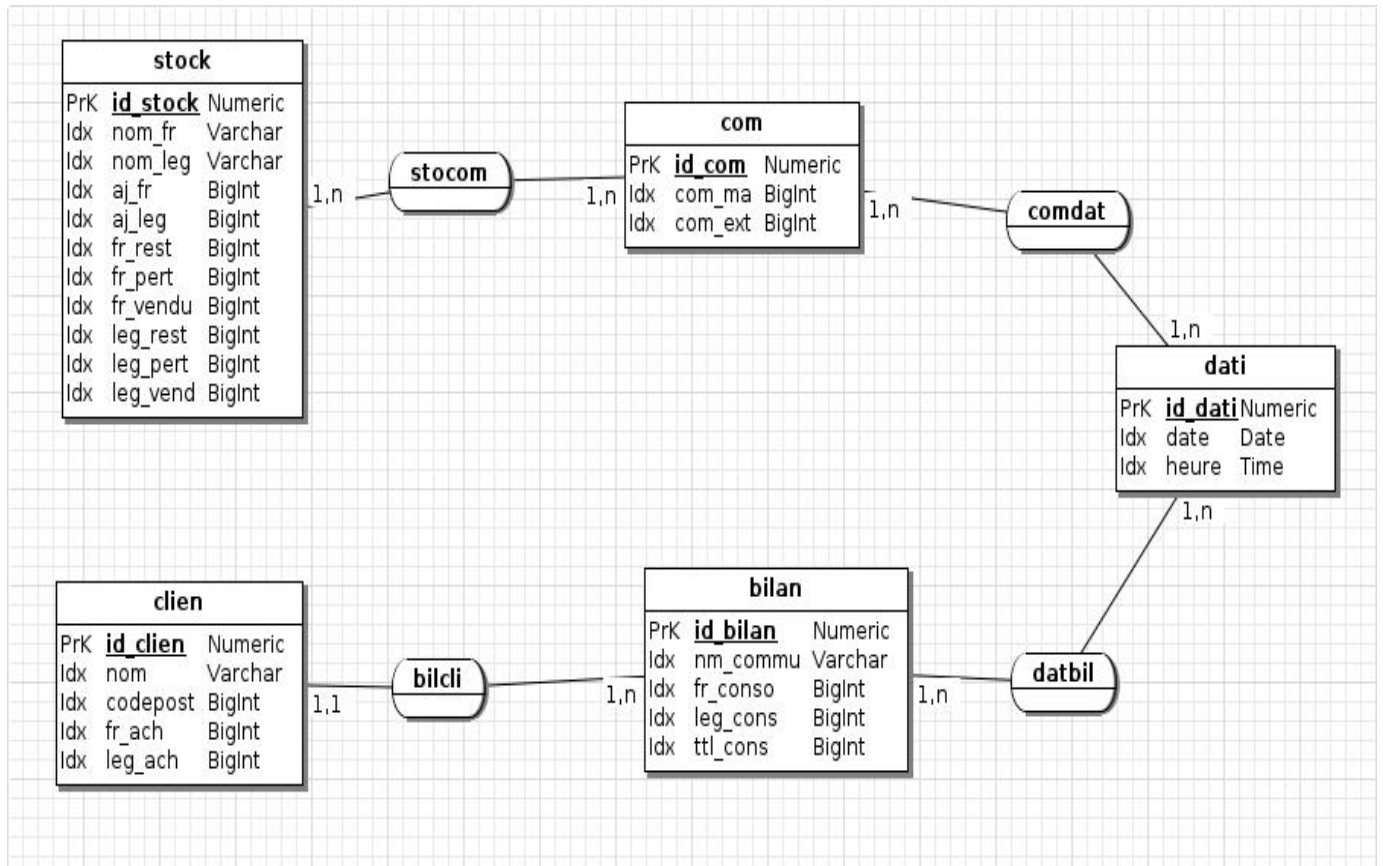 stock
PrK id_stock Numeric
Idx nom_fr Varchar
Idx nom_leg Varchar
Idx aj_fr BigInt
Idx aj_leg BigInt
Idx fr_rest BigInt
Idx fr_pert BigInt
Idx fr_vendu BigInt
Idx leg_rest BigInt
Idx leg_pert BigInt
Idx leg_vend BigInt
1,n
stocom
1,n
com
PrK id_com Numeric
Idx com_ma BigInt
Idx com_ext BigInt
1,n
comdat
1,n
dati
PrK id_dati Numeric
Idx date Date
Idx heure Time
1,n
clien
PrK id_clien Numeric
Idx nom Varchar
Idx codepost BigInt
Idx fr_ach BigInt
Idx leg_ach BigInt
1,1
bilcli
1,n
bilan
PrK id_bilan Numeric
Idx nm_commu Varchar
Idx fr_conso BigInt
Idx leg_cons BigInt
Idx ttl_cons BigInt
1,n
datbil